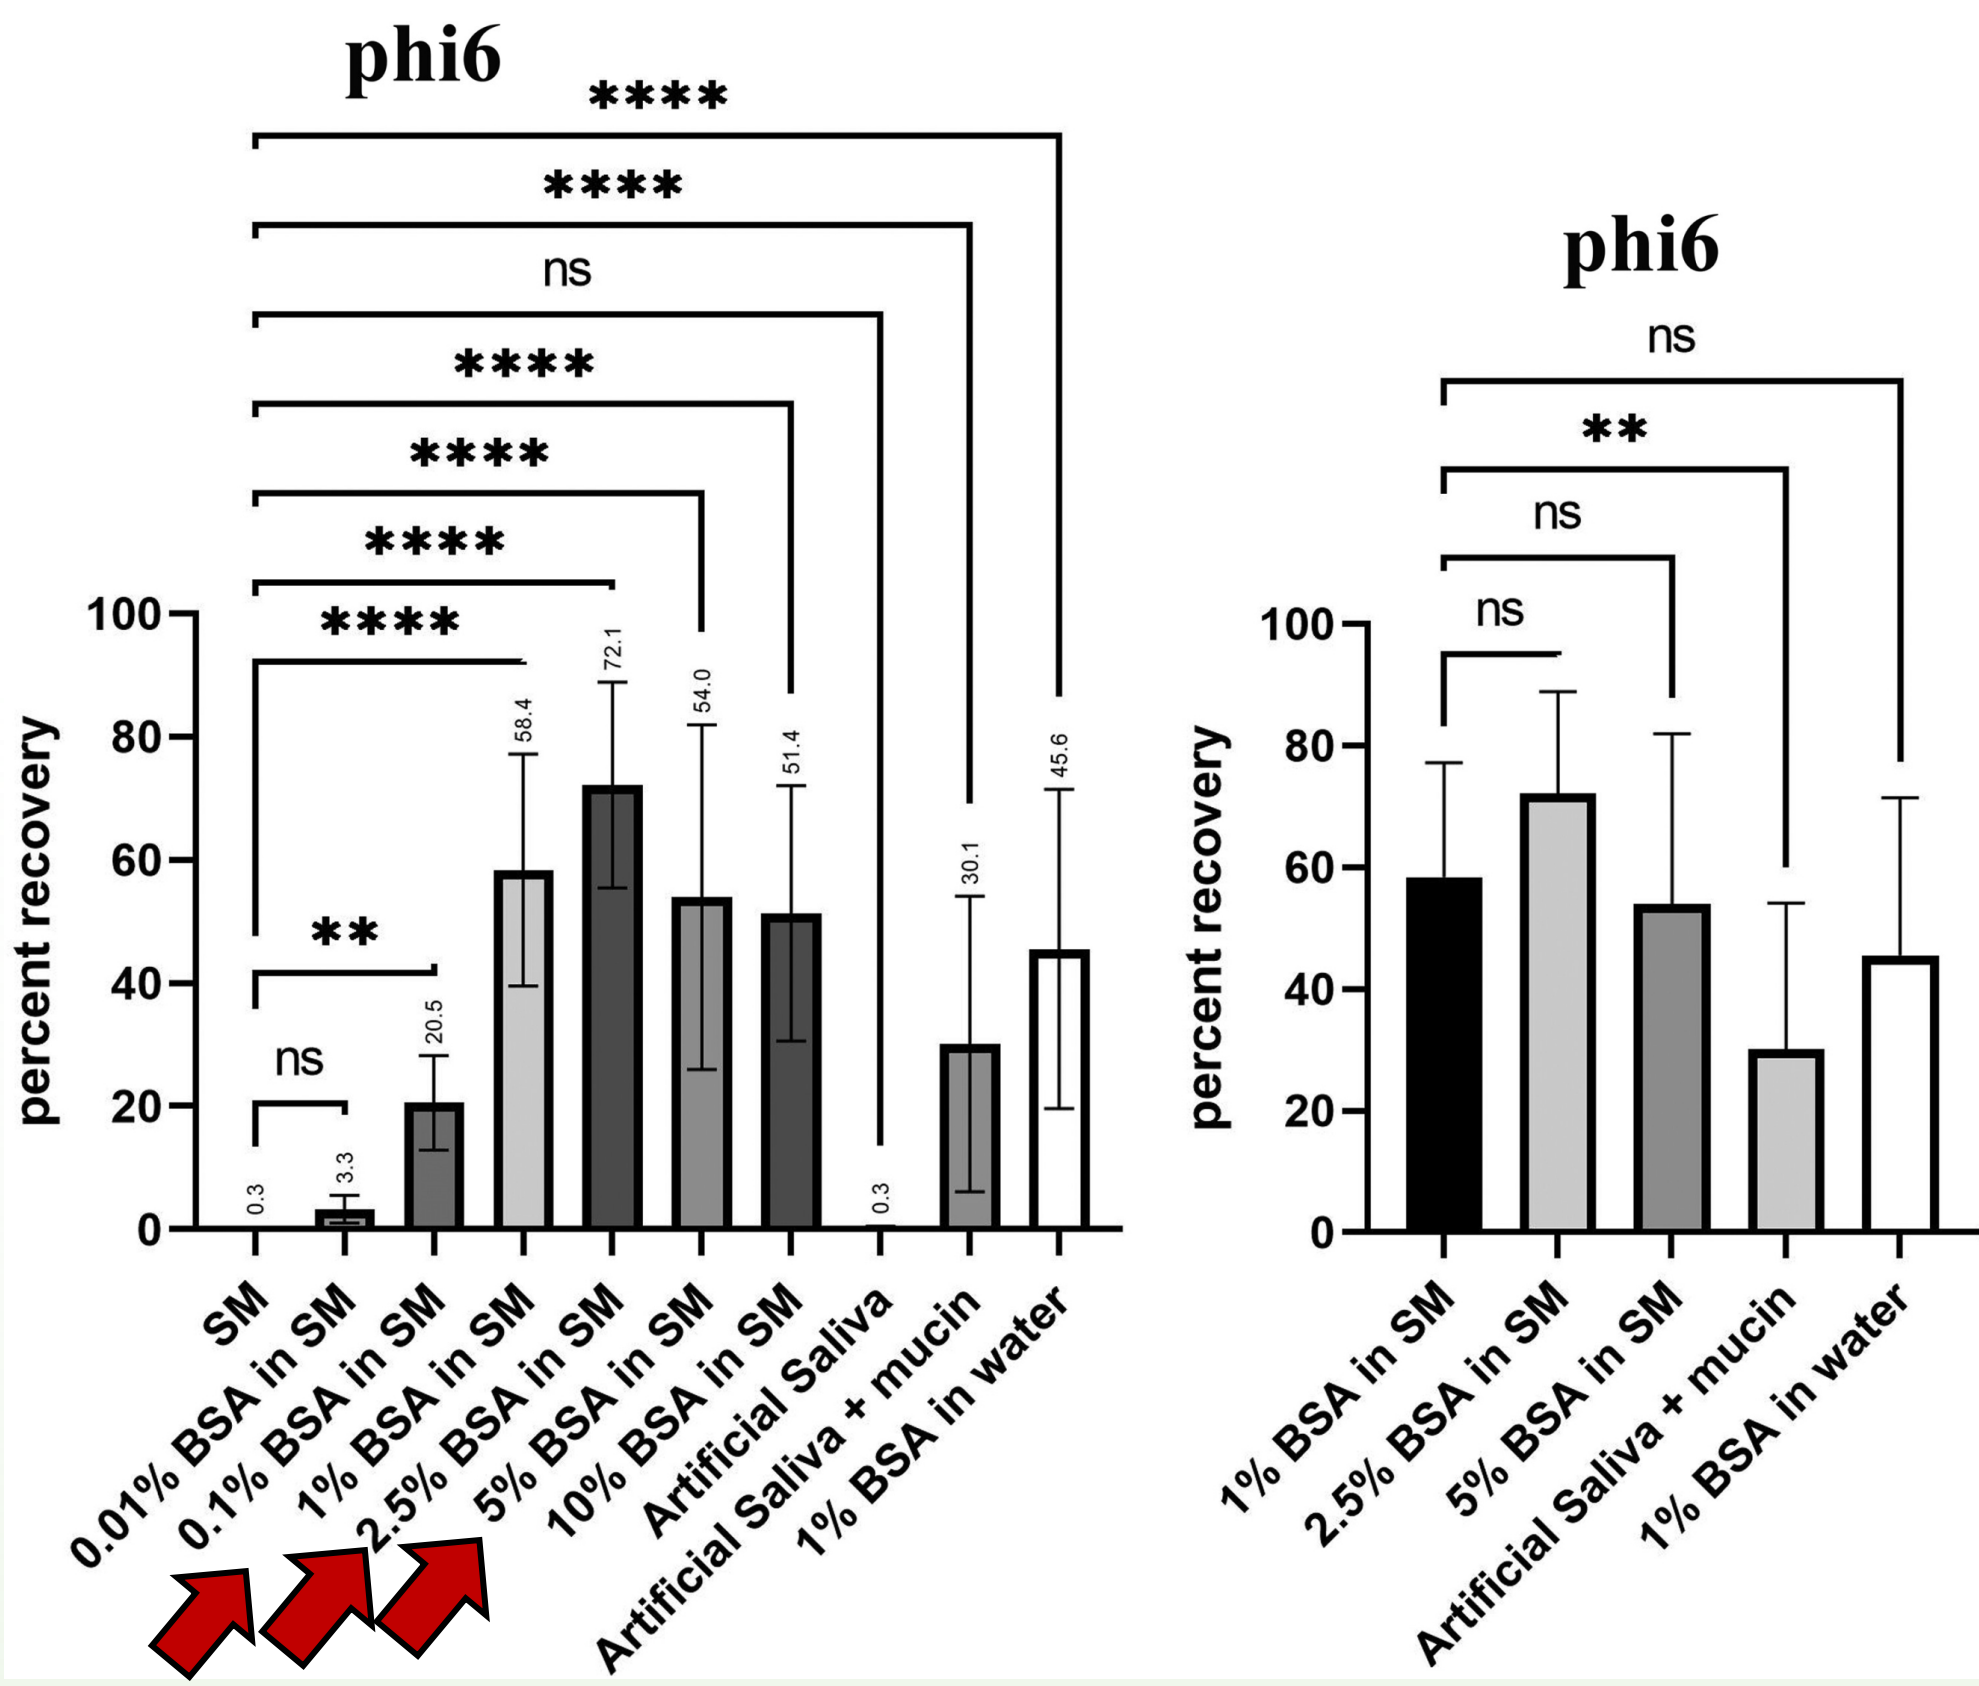 phi6
****
****
ns
****
****
****
****
**
ns
percent recovery
100
80
60
40
20
0
0.3
3.3
20.5
58.4
72.1
54.0
51.4
0.3
30.1
45.6
SM
0.01% BSA in SM
0.1% BSA in SM
1% BSA in SM
2.5% BSA in SM
5% BSA in SM
10% BSA in SM
Artificial Saliva
Artificial Saliva + mucin
1% BSA in water
phi6
ns
**
ns
ns
percent recovery
100
80
60
40
20
0
1% BSA in SM
2.5% BSA in SM
5% BSA in SM
Artificial Saliva + mucin
1% BSA in water